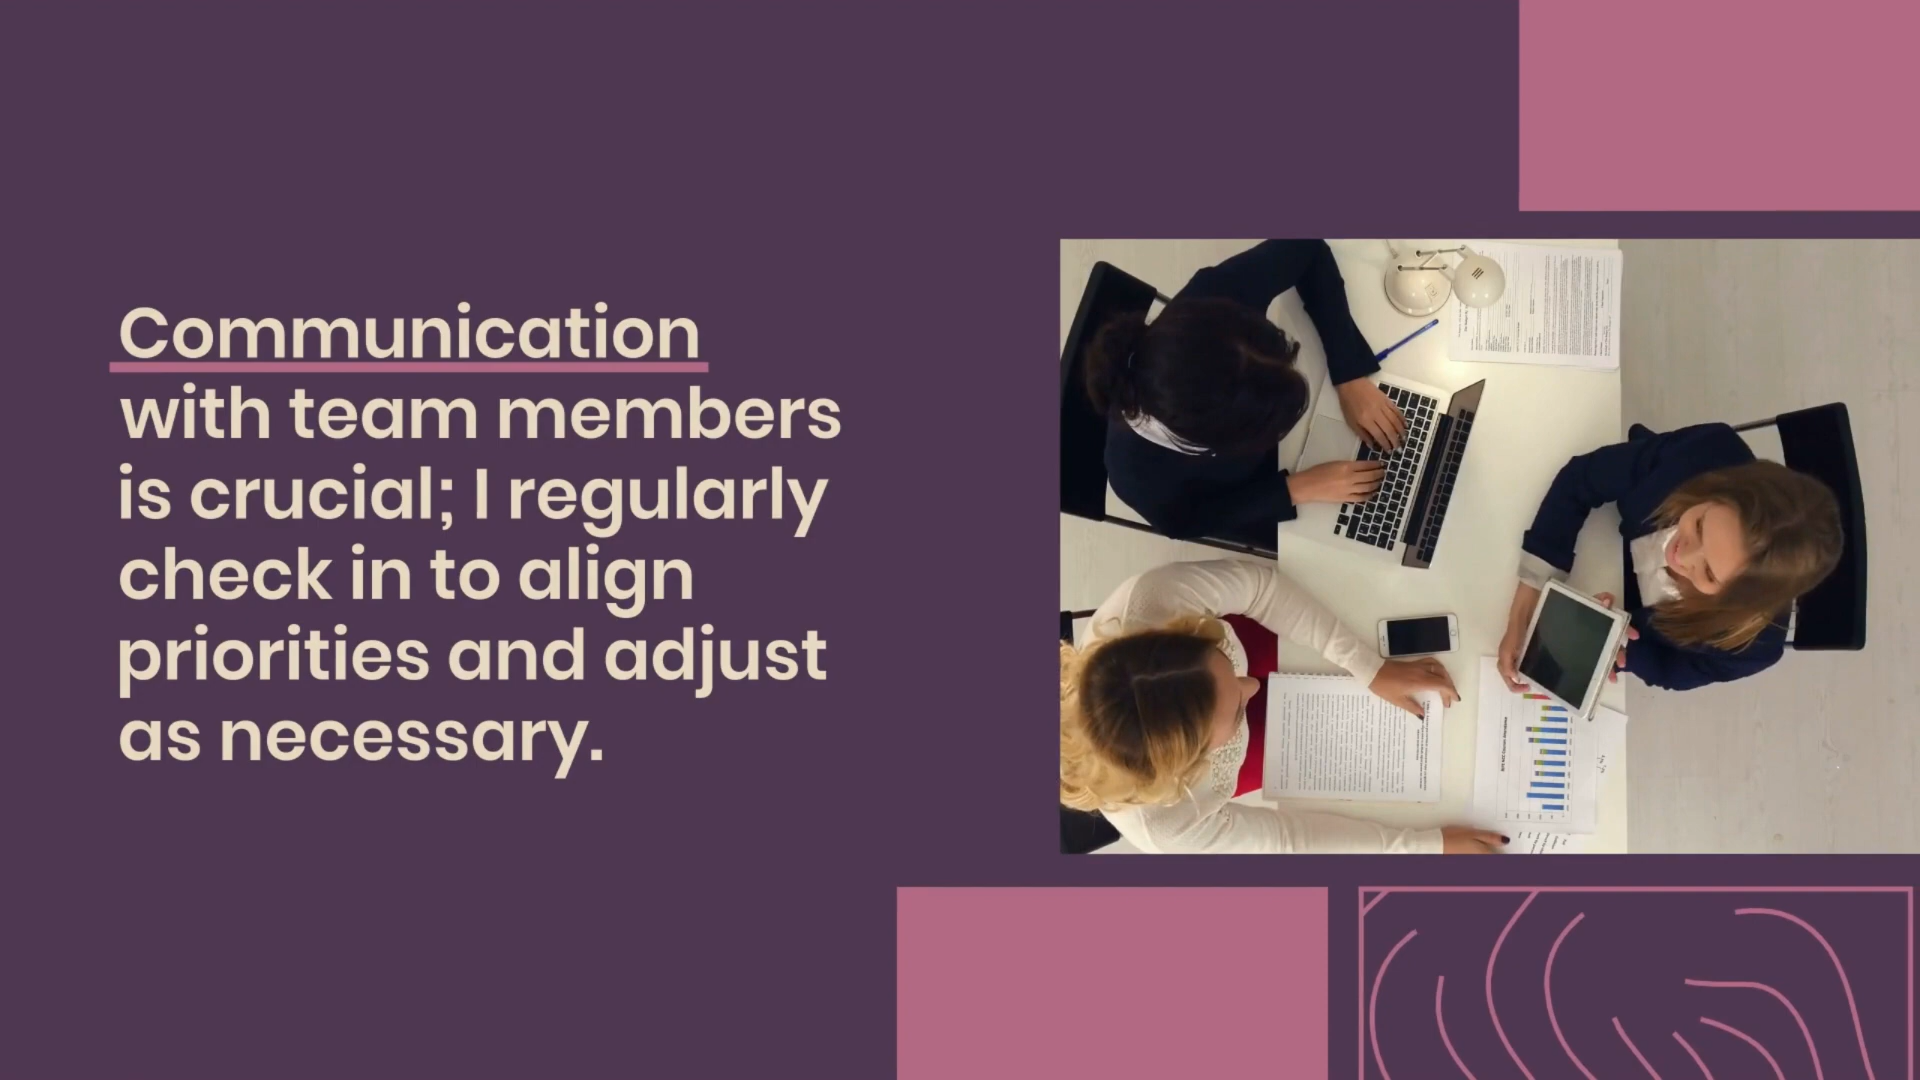 Communication
with team members
is crucial; I regularly
check in to align
priorities and adjust
as necessary.